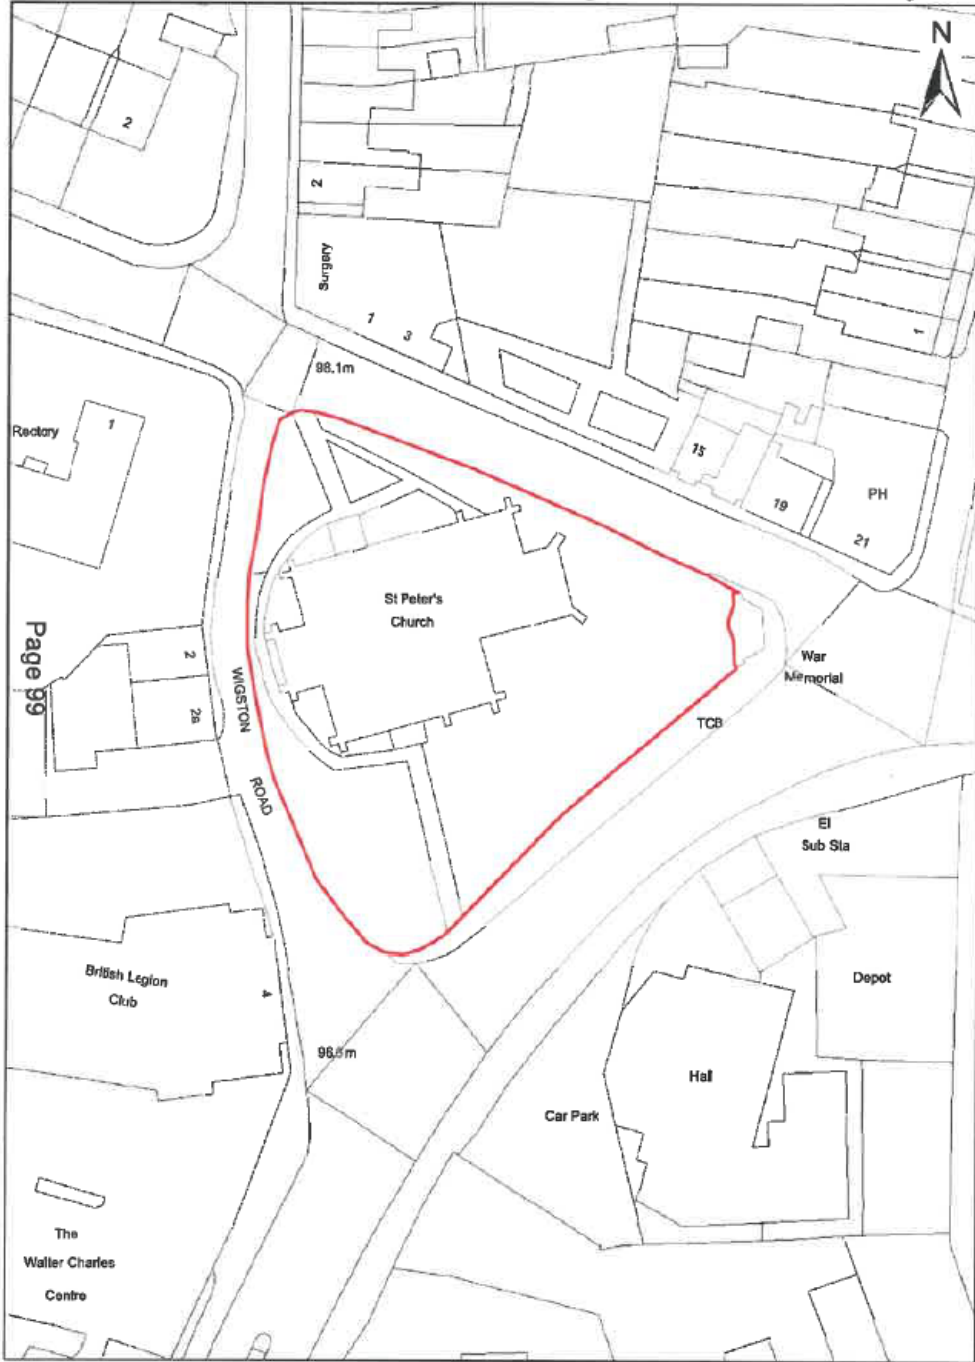 N
2
2
Surgery
1
3
98.1m
1
Rectory
1
15
19
PH
21
St Peter's
Church
War
Memorial
TCB
Page 99
2
2a
WIGSTON
ROAD
El
Sub Sta
Depot
British Legion
Club
4
Hall
Car Park
The
Walter Charles
Centre